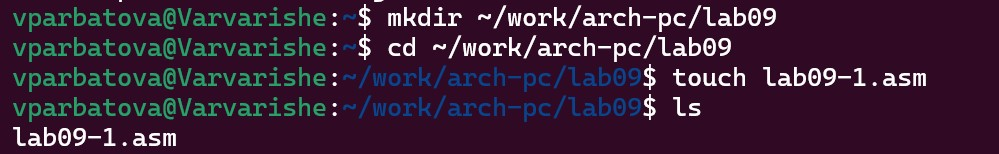 vparbatova@Varvarishe:~$ mkdir ~/work/arch-pc/lab09
vparbatova@Varvarishe:~$ cd ~/work/arch-pc/lab09
vparbatova@Varvarishe:~/work/arch-pc/lab09$ touch lab09-1.asm
vparbatova@Varvarishe:~/work/arch-pc/lab09$ ls
lab09-1.asm